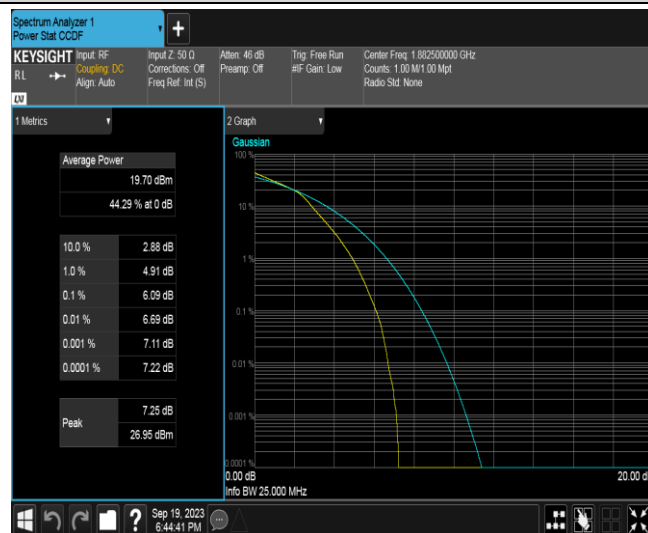 Spectrum Analyzer 1
Power Stat CCDF
+
KEYSIGHT
RL
LXI
Input: RF
Coupling: DC
Align: Auto
Input Z: 50 Ω
Corrections: Off
Freq Ref: Int (S)
Atten: 46 dB
Preamp: Off
Trig: Free Run
#IF Gain: Low
Center Freq: 1.882500000 GHz
Counts: 1.00 M/1.00 Mpt
Radio Std: None
1 Metrics
Average Power
19.70 dBm
44.29 % at 0 dB
10.0 % 2.88 dB
1.0 % 4.91 dB
0.1 % 6.09 dB
0.01 % 6.69 dB
0.001 % 7.11 dB
0.0001 % 7.22 dB
Peak
7.25 dB
26.95 dBm
2 Graph
Gaussian
100 %
10 %
1 %
0.1 %
0.01 %
0.001 %
0.0001 %
0.00 dB
20.00 d
Info BW 25.000 MHz
?
Sep 19, 2023
6:44:41 PM